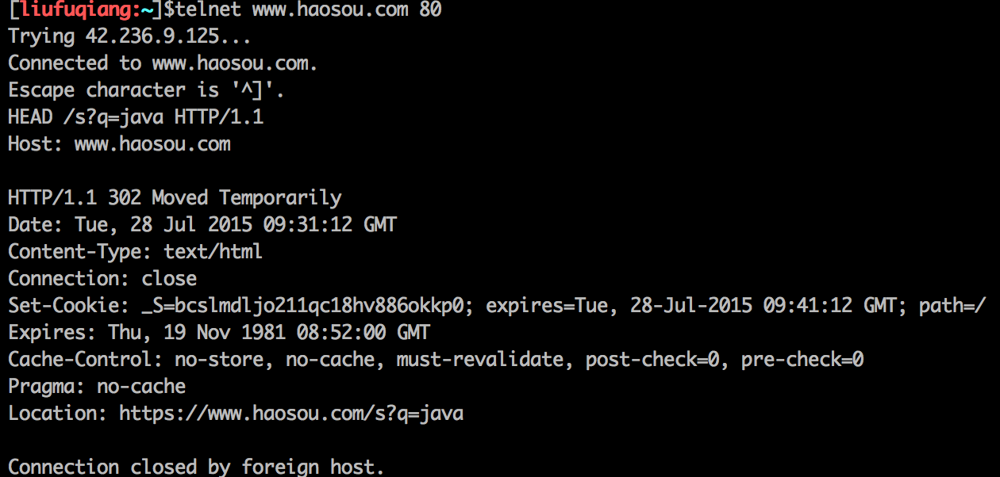 [liufuqiang:~]$telnet www.haosou.com 80
Trying 42.236.9.125...
Connected to www.haosou.com.
Escape character is '^]'.
HEAD /s?q=java HTTP/1.1
Host: www.haosou.com
HTTP/1.1 302 Moved Temporarily
Date: Tue, 28 Jul 2015 09:31:12 GMT
Content-Type: text/html
Connection: close
Set-Cookie: _S=bcslmdljo211qc18hv886okkp0; expires=Tue, 28-Jul-2015 09:41:12 GMT; path=/
Expires: Thu, 19 Nov 1981 08:52:00 GMT
Cache-Control: no-store, no-cache, must-revalidate, post-check=0, pre-check=0
Pragma: no-cache
Location: https://www.haosou.com/s?q=java
Connection closed by foreign host.